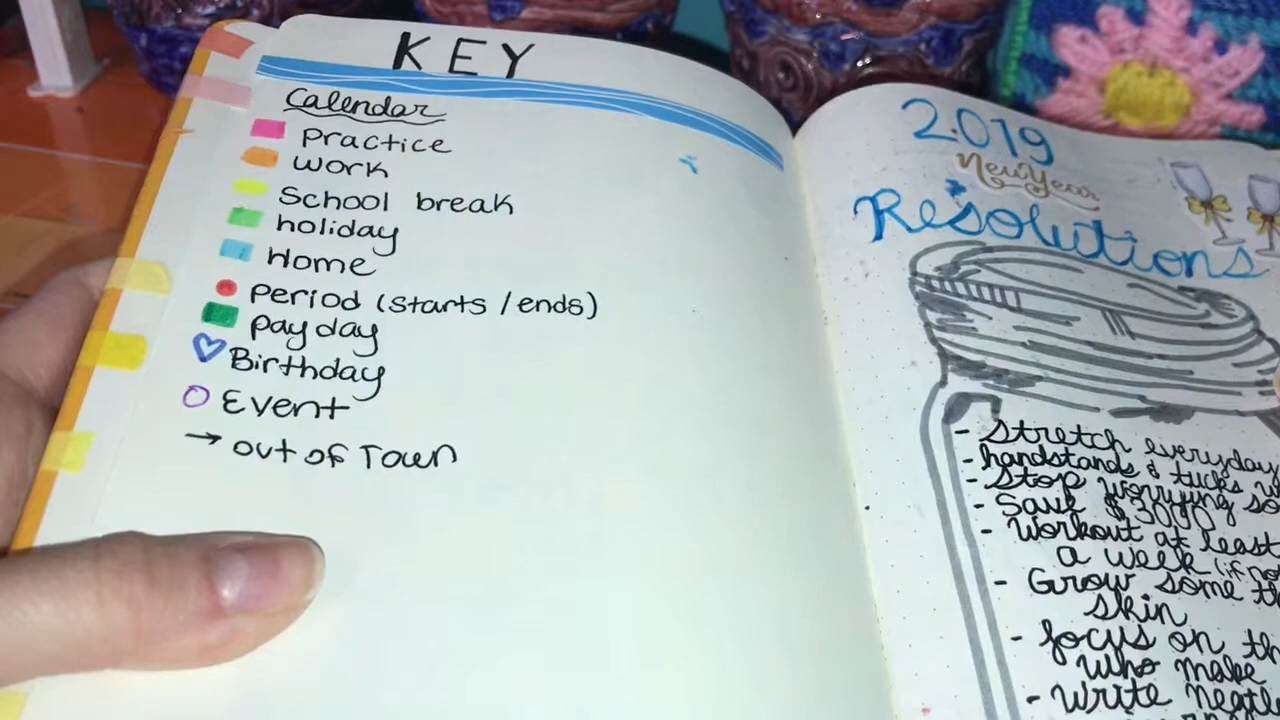 KEY
Calendar
Practice
Work
School break
holiday
Home
Period (starts / ends)
Pay day
Birthday
Event
→ out of Town
2019
New Year
Resolutions
- Stretch everyday
- handstands & tucks
- Stop worrying
- Save $3000
- Workout at least
a week (if
- Grow some
skin
- focus on
who make
- Write